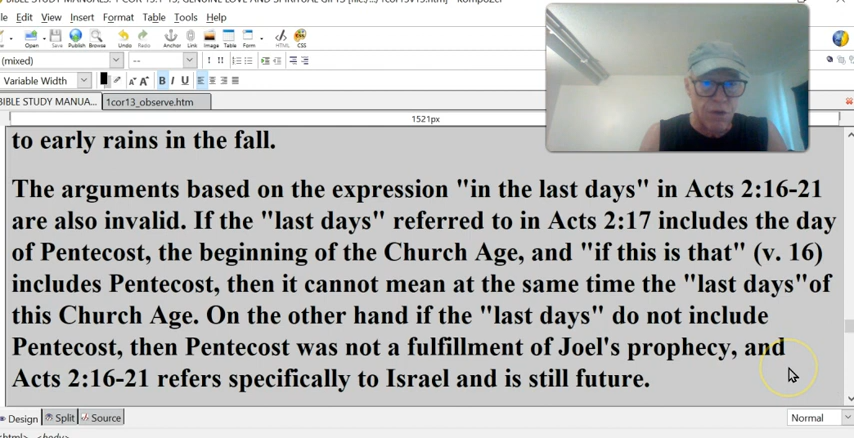 File Edit View Insert Format Table Tools Help
Open Save Publish Browse Undo Redo Anchor Link Image Table Form HTML CSS
(mixed) --
Variable Width B I U
BIBLE STUDY MANUA... 1cor13_observe.htm
1521px
to early rains in the fall.
The arguments based on the expression "in the last days" in Acts 2:16-21
are also invalid. If the "last days" referred to in Acts 2:17 includes the day
of Pentecost, the beginning of the Church Age, and "if this is that" (v. 16)
includes Pentecost, then it cannot mean at the same time the "last days"of
this Church Age. On the other hand if the "last days" do not include
Pentecost, then Pentecost was not a fulfillment of Joel's prophecy, and
Acts 2:16-21 refers specifically to Israel and is still future.
Design Split Source Normal
<html> <body>